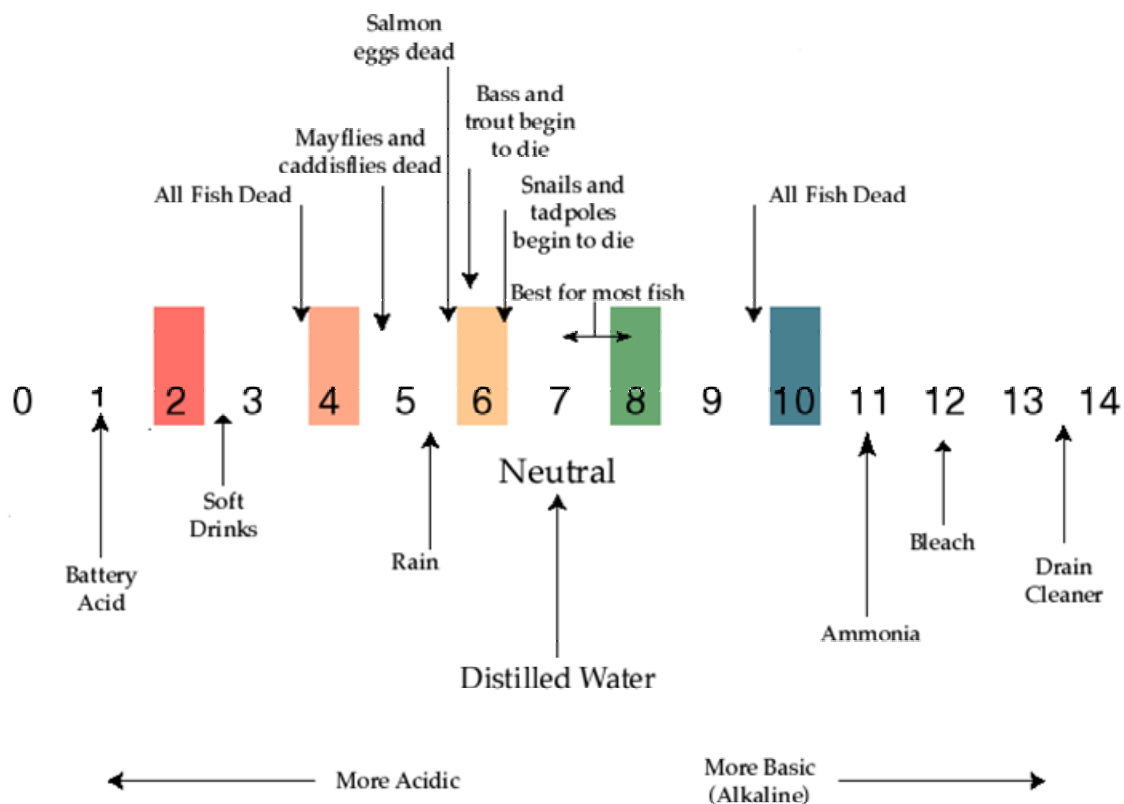 Salmon
eggs dead
Bass and
trout begin
to die
Mayflies and
caddisflies dead
Snails and
tadpoles
begin to die
All Fish Dead
All Fish Dead
Best for most fish
0 1 2 3 4 5 6 7 8 9 10 11 12 13 14
Neutral
Soft
Drinks
Rain
Bleach
Battery
Acid
Drain
Cleaner
Ammonia
Distilled Water
More Acidic
More Basic
(Alkaline)